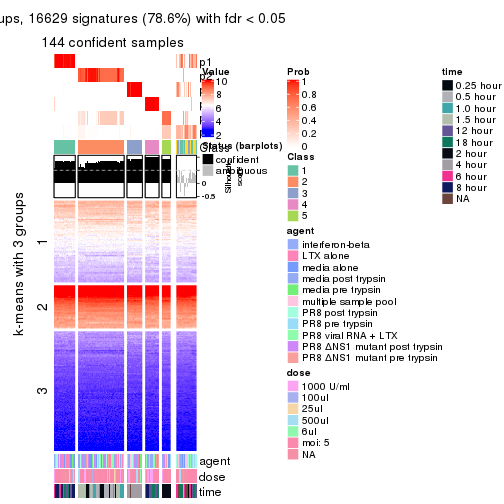 ups, 16629 signatures (78.6%) with fdr < 0.05
144 confident samples
p1
p2
Class
Status (barplots)
confident
ambiguous
0
-0.5
k-means with 3 groups
1
2
3
agent
dose
time
Value
10
8
6
4
2
Prob
1
0.8
0.6
0.4
0.2
0
Class
1
2
3
4
5
agent
interferon-beta
LTX alone
media alone
media post trypsin
media pre trypsin
multiple sample pool
PR8 post trypsin
PR8 pre trypsin
PR8 viral RNA + LTX
PR8 ΔNS1 mutant post trypsin
PR8 ΔNS1 mutant pre trypsin
dose
1000 U/ml
100ul
25ul
520ul
6ul
moi: 5
NA
time
0.25 hour
0.5 hour
1.0 hour
1.5 hour
12 hour
18 hour
2 hour
4 hour
6 hour
8 hour
NA